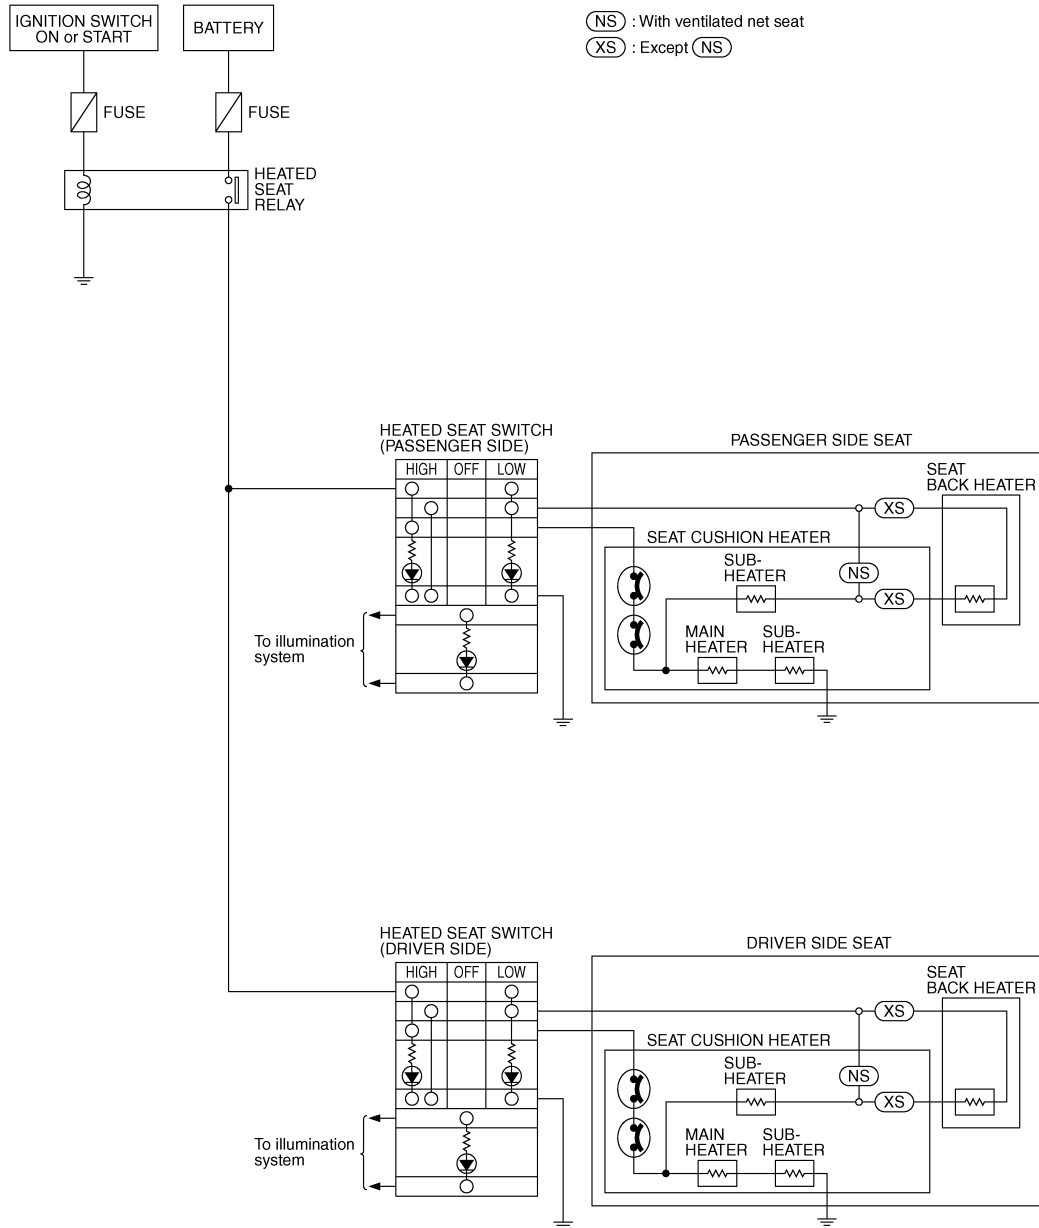 IGNITION SWITCH
ON or START
BATTERY
NS : With ventilated net seat
XS : Except NS
FUSE
FUSE
HEATED
SEAT
RELAY
HEATED SEAT SWITCH
(PASSENGER SIDE)
HIGH OFF LOW
To illumination
system
PASSENGER SIDE SEAT
SEAT
BACK HEATER
XS
SEAT CUSHION HEATER
SUB-
HEATER
NS
XS
MAIN
HEATER
SUB-
HEATER
HEATED SEAT SWITCH
(DRIVER SIDE)
HIGH OFF LOW
To illumination
system
DRIVER SIDE SEAT
SEAT
BACK HEATER
XS
SEAT CUSHION HEATER
SUB-
HEATER
NS
XS
MAIN
HEATER
SUB-
HEATER